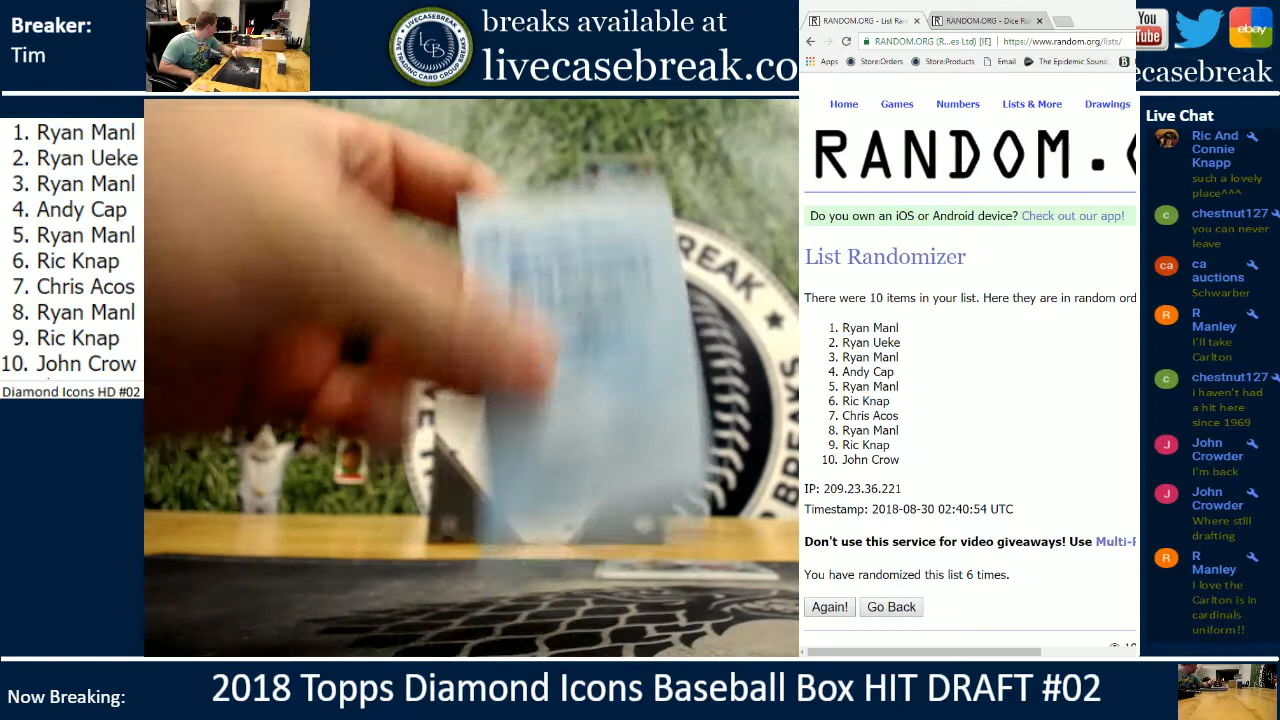 Breaker:
Tim
LCB
LIVECASEBREAK.COM
breaks available at
livecasebreak.co
RANDOM.ORG - List Ran
RANDOM.ORG - Dice Ro
RANDOM.ORG (R...es Ltd) [IE]
https://www.random.org/lists/
Apps
Store:Orders
Store:Products
Email
The Epidemic Sound
You
Tube
ebay
ecasebreak
1. Ryan Manl
2. Ryan Ueke
3. Ryan Manl
4. Andy Cap
5. Ryan Manl
6. Ric Knap
7. Chris Acos
8. Ryan Manl
9. Ric Knap
10. John Crow
Diamond Icons HD #02
REAK
BREAKS
Home
Games
Numbers
Lists & More
Drawings
RANDOM.
Do you own an iOS or Android device? Check out our app!
List Randomizer
There were 10 items in your list. Here they are in random ord
1. Ryan Manl
2. Ryan Ueke
3. Ryan Manl
4. Andy Cap
5. Ryan Manl
6. Ric Knap
7. Chris Acos
8. Ryan Manl
9. Ric Knap
10. John Crow
IP: 209.23.36.221
Timestamp: 2018-08-30 02:40:54 UTC
Don't use this service for video giveaways! Use Multi-
You have randomized this list 6 times.
Again!
Go Back
Live Chat
Ric And
Connie
Knapp
such a lovely
place^^^
chestnut127
you can never
leave
ca
auctions
Schwarber
R
Manley
I'll take
Carlton
chestnut127
i haven't had
a hit here
since 1969
John
Crowder
I'm back
John
Crowder
Where still
drafting
R
Manley
I love the
Carlton is in
cardinals
uniform!!
Now Breaking:
2018 Topps Diamond Icons Baseball Box HIT DRAFT #02